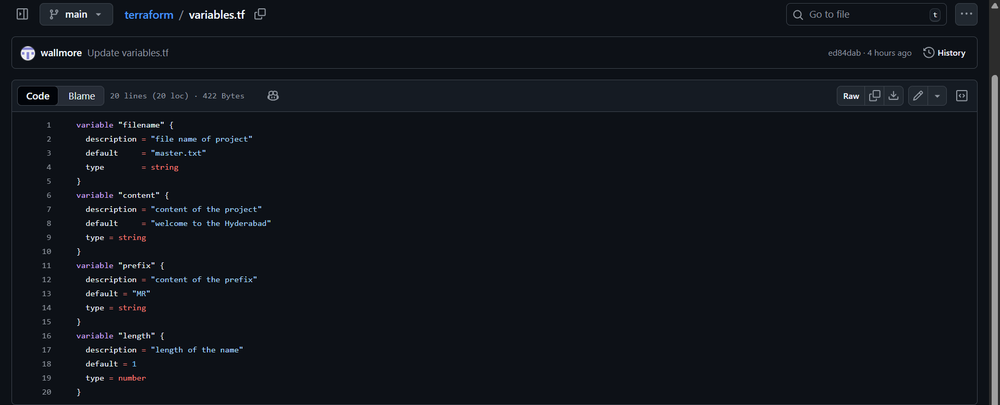 main
terraform / variables.tf
Go to file
t
wallmore Update variables.tf
ed84dab · 4 hours ago
History
Code
Blame
20 lines (20 loc) · 422 Bytes
Raw
1 variable "filename" {
2   description = "file name of project"
3   default     = "master.txt"
4   type        = string
5 }
6 variable "content" {
7   description = "content of the project"
8   default     = "welcome to the Hyderabad"
9   type = string
10 }
11 variable "prefix" {
12   description = "content of the prefix"
13   default = "MR"
14   type = string
15 }
16 variable "length" {
17   description = "length of the name"
18   default = 1
19   type = number
20 }